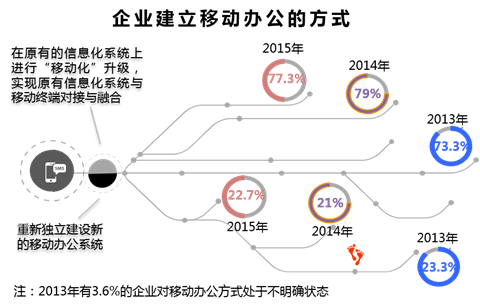 企业建立移动办公的方式
在原有的信息化系统上
进行“移动化”升级，
实现原有信息化系统与
移动终端对接与融合
2015年
77.3%
2014年
79%
2013年
73.3%
SMS
重新独立建设新
的移动办公系统
22.7%
2015年
21%
2014年
2013年
23.3%
注：2013年有3.6%的企业对移动办公方式处于不明确状态